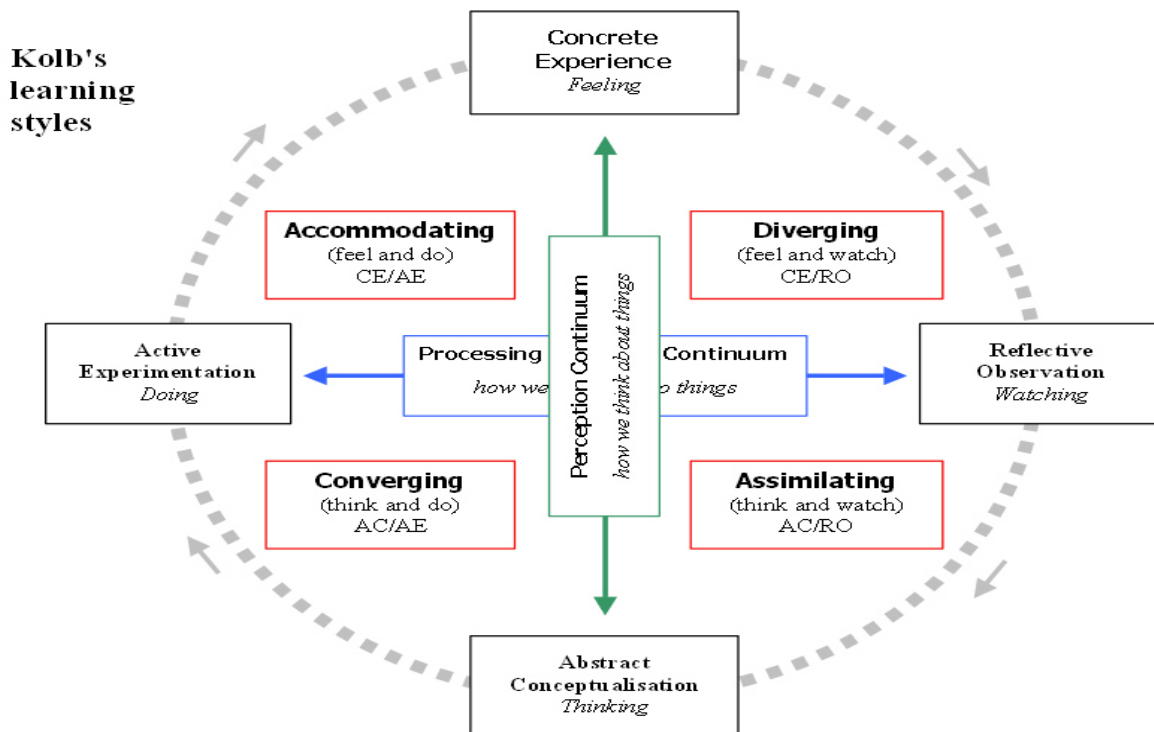 Kolb's
learning
styles
Concrete
Experience
Feeling
Accommodating
(feel and do)
CE/AE
Diverging
(feel and watch)
CE/RO
Active
Experimentation
Doing
Processing Continuum
how we things
Perception Continuum
how we think about things
Reflective
Observation
Watching
Converging
(think and do)
AC/AE
Assimilating
(think and watch)
AC/RO
Abstract
Conceptualisation
Thinking